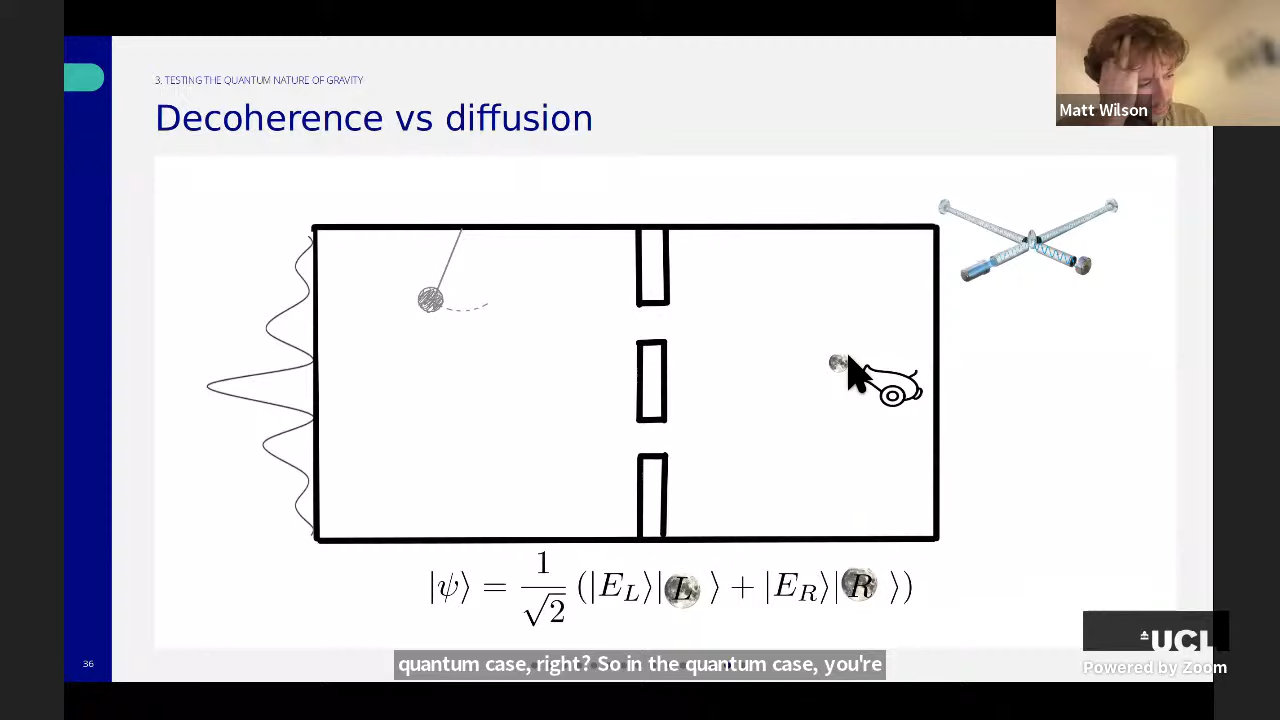 3. TESTING THE QUANTUM NATURE OF GRAVITY
Decoherence vs diffusion
Matt Wilson
|ψ⟩ = 1/√2 (|E_L⟩|L⟩ + |E_R⟩|R⟩)
36
quantum case, right? So in the quantum case, you're
UCL
Powered by Zoom